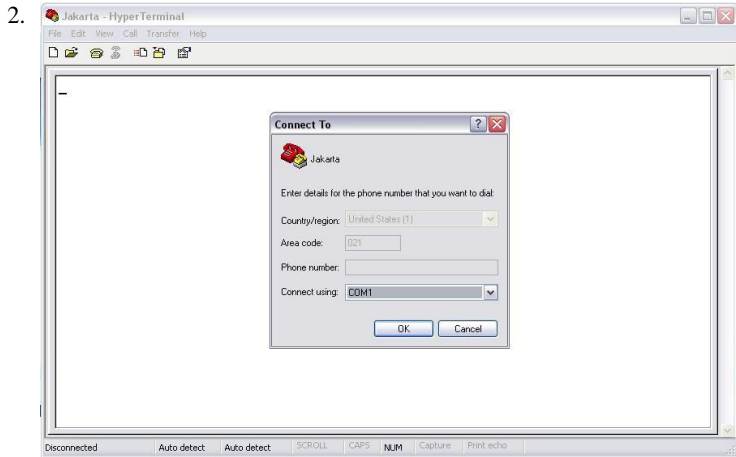 2.
Jakarta - HyperTerminal
File Edit View Call Transfer Help
Connect To
Jakarta
Enter details for the phone number that you want to dial:
Country/region: United States (1)
Area code: 021
Phone number:
Connect using: COM1
OK Cancel
Disconnected Auto detect Auto detect SCROLL CAPS NUM Capture Print echo